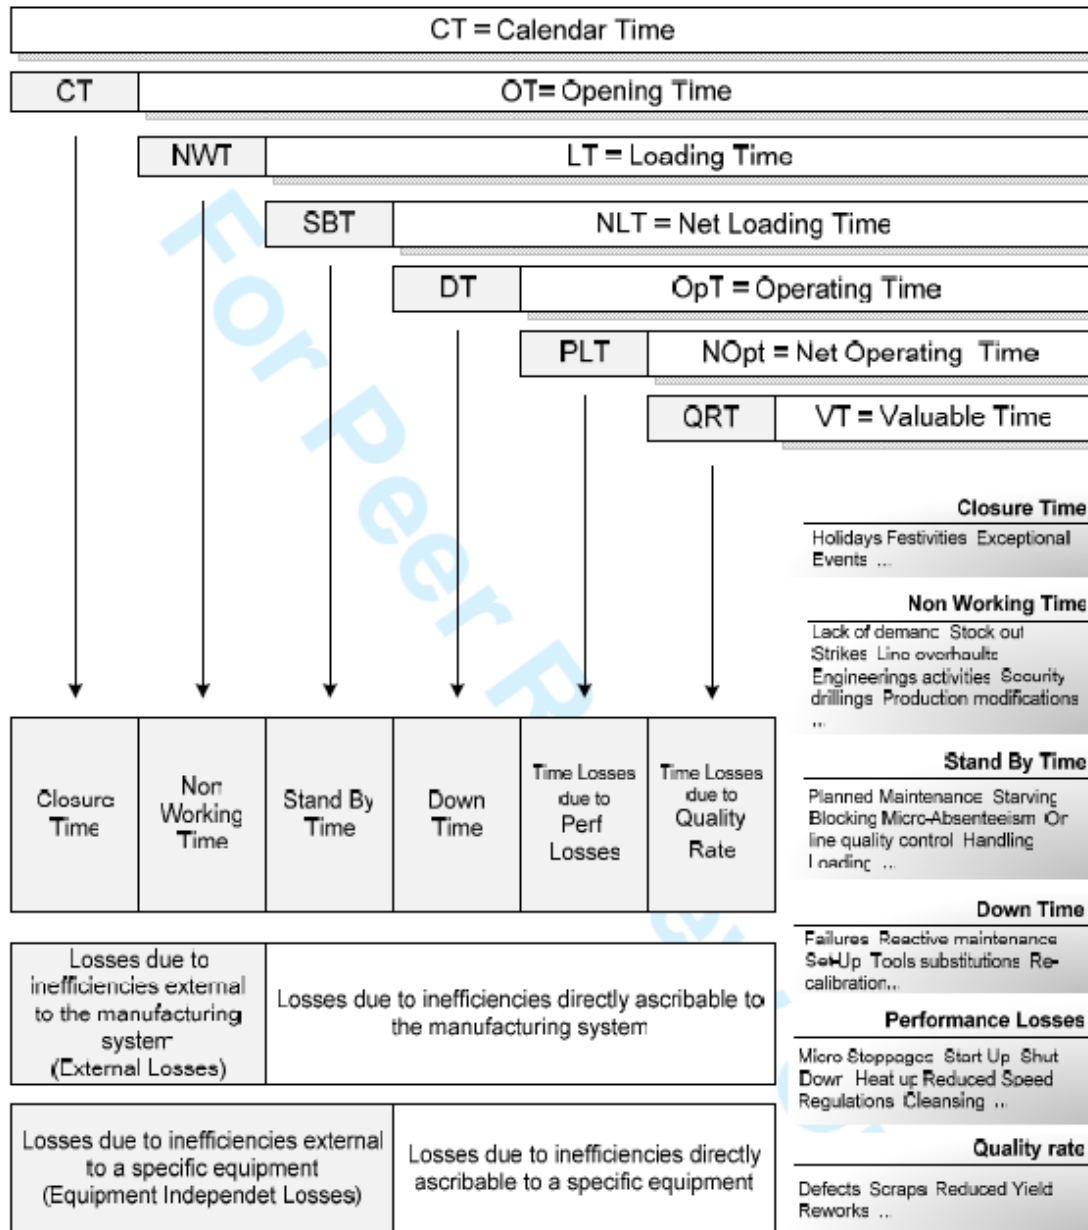 CT = Calendar Time
CT
OT= Opening Time
NWT
LT = Loading Time
SBT
NLT = Net Loading Time
DT
OpT = Operating Time
PLT
NOpt = Net Operating Time
QRT
VT = Valuable Time
Closure Time
Holidays Festivities Exceptional
Events ...
Non Working Time
Lack of demand Stock out
Strikes Line overhaults
Engineerings activities Security
drillings Production modifications
...
Stand By Time
Planned Maintenance Starving
Blocking Micro-Absenteeism On
line quality control Handling
Loading ...
Down Time
Failures Reactive maintenance
Set-Up Tools substitutions Re-
calibration...
Performance Losses
Micro Stoppages Start Up Shut
Down Heat up Reduced Speed
Regulations Cleansing ...
Quality rate
Defects Scraps Reduced Yield
Reworks ...
Closure
Time
Non
Working
Time
Stand By
Time
Down
Time
Time Losses
due to
Perf
Losses
Time Losses
due to
Quality
Rate
Losses due to
inefficiencies external
to the manufacturing
system
(External Losses)
Losses due to inefficiencies directly ascribable to
the manufacturing system
Losses due to inefficiencies external
to a specific equipment
(Equipment Independet Losses)
Losses due to inefficiencies directly
ascribable to a specific equipment
For Peer R